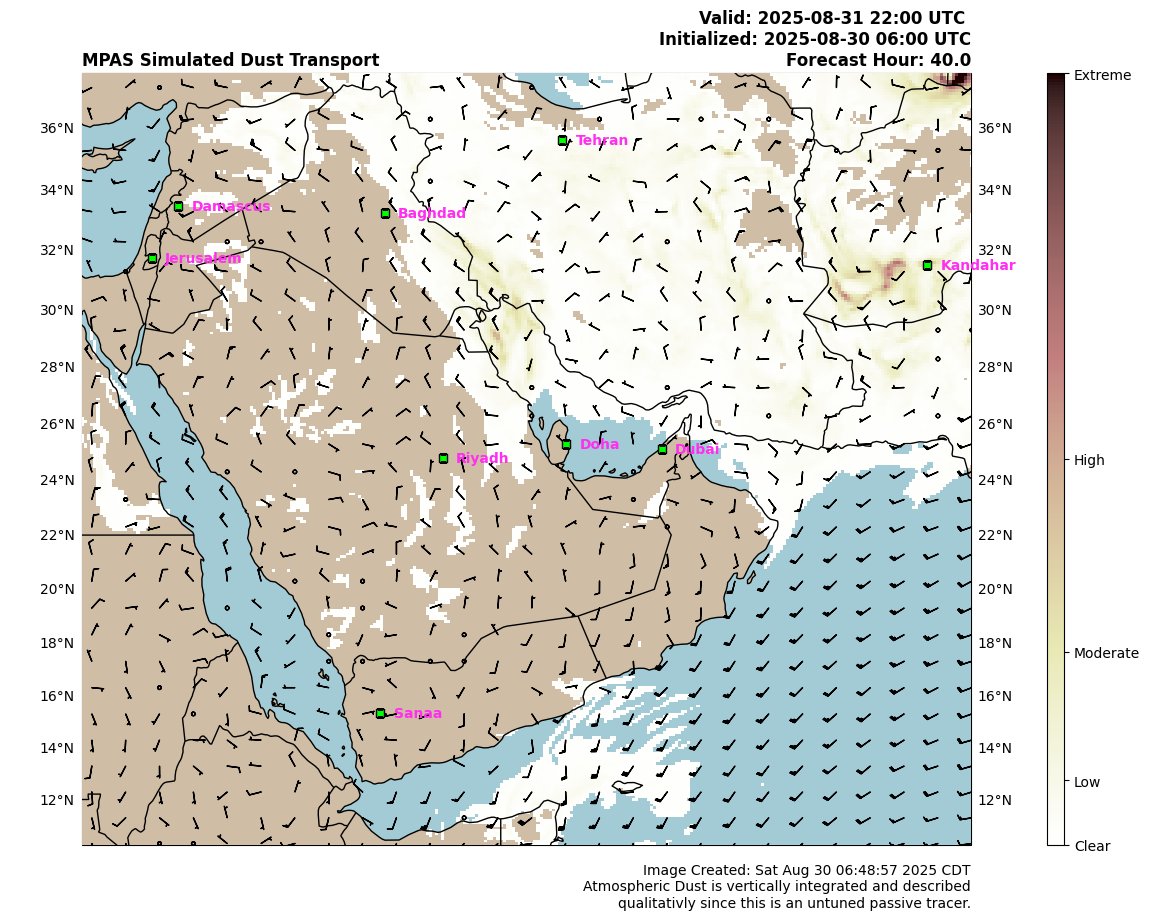 Valid: 2025-08-31 22:00 UTC
Initialized: 2025-08-30 06:00 UTC
MPAS Simulated Dust Transport
Forecast Hour: 40.0
Extreme
36°N
36°N
Tehran
34°N
34°N
Damascus
Baghdad
32°N
32°N
Jerusalem
Kandahar
30°N
30°N
28°N
28°N
26°N
26°N
Doha
Dubai
Riyadh
High
24°N
24°N
22°N
22°N
20°N
20°N
18°N
18°N
Moderate
16°N
16°N
Sanaa
14°N
14°N
Low
12°N
12°N
Clear
Image Created: Sat Aug 30 06:48:57 2025 CDT
Atmospheric Dust is vertically integrated and described
qualitativly since this is an untuned passive tracer.